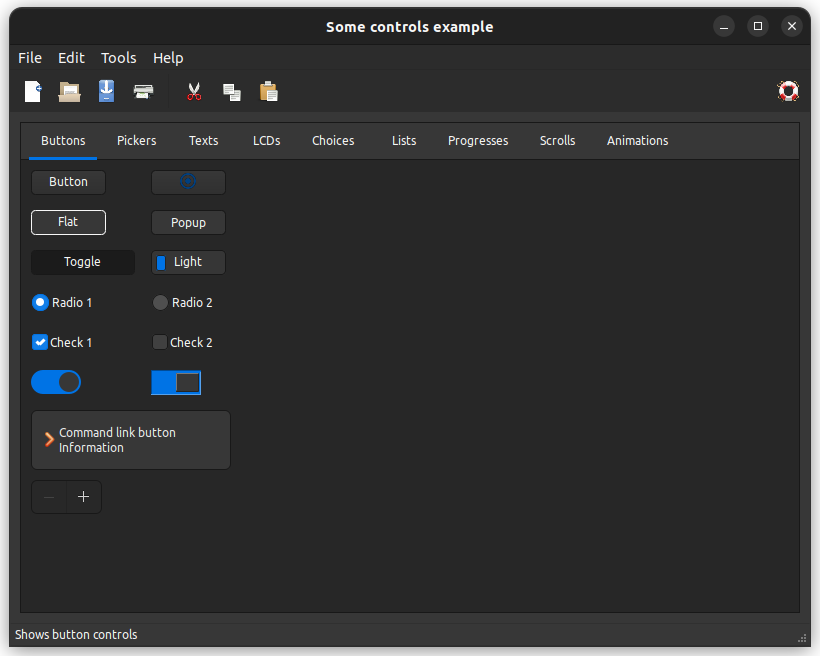 Some controls example
File Edit Tools Help
Buttons Pickers Texts LCDs Choices Lists Progresses Scrolls Animations
Button
Flat Popup
Toggle Light
Radio 1 Radio 2
Check 1 Check 2
Command link button
Information
Shows button controls